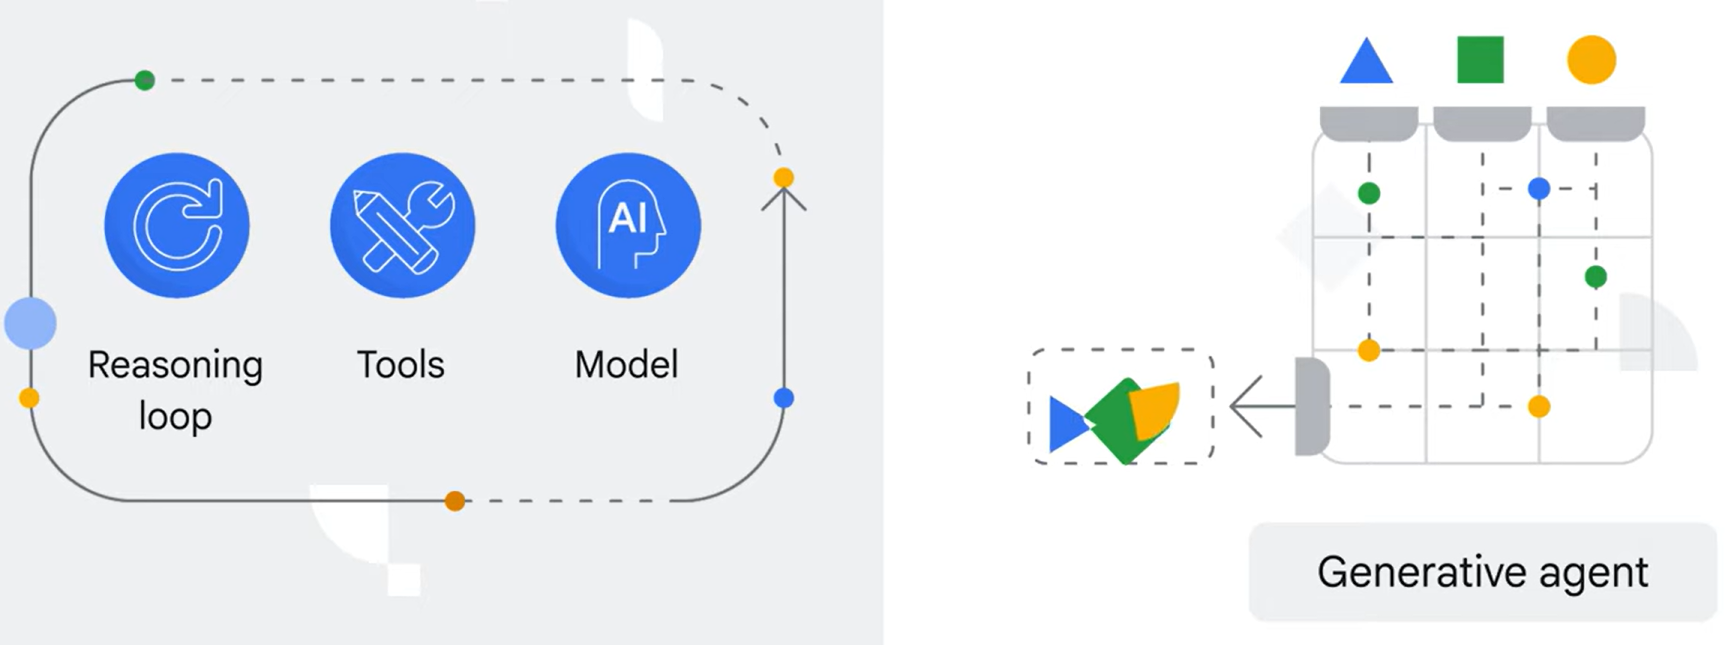 AI
Reasoning
loop
Tools
Model
Generative agent